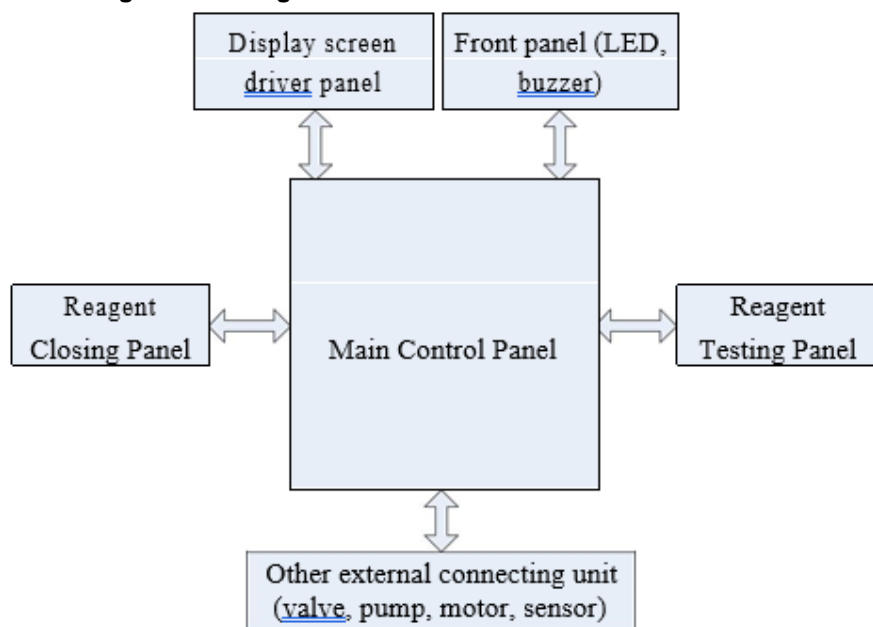 Display screen
driver panel
Front panel (LED,
buzzer)
Reagent
Closing Panel
Main Control Panel
Reagent
Testing Panel
Other external connecting unit
(valve, pump, motor, sensor)